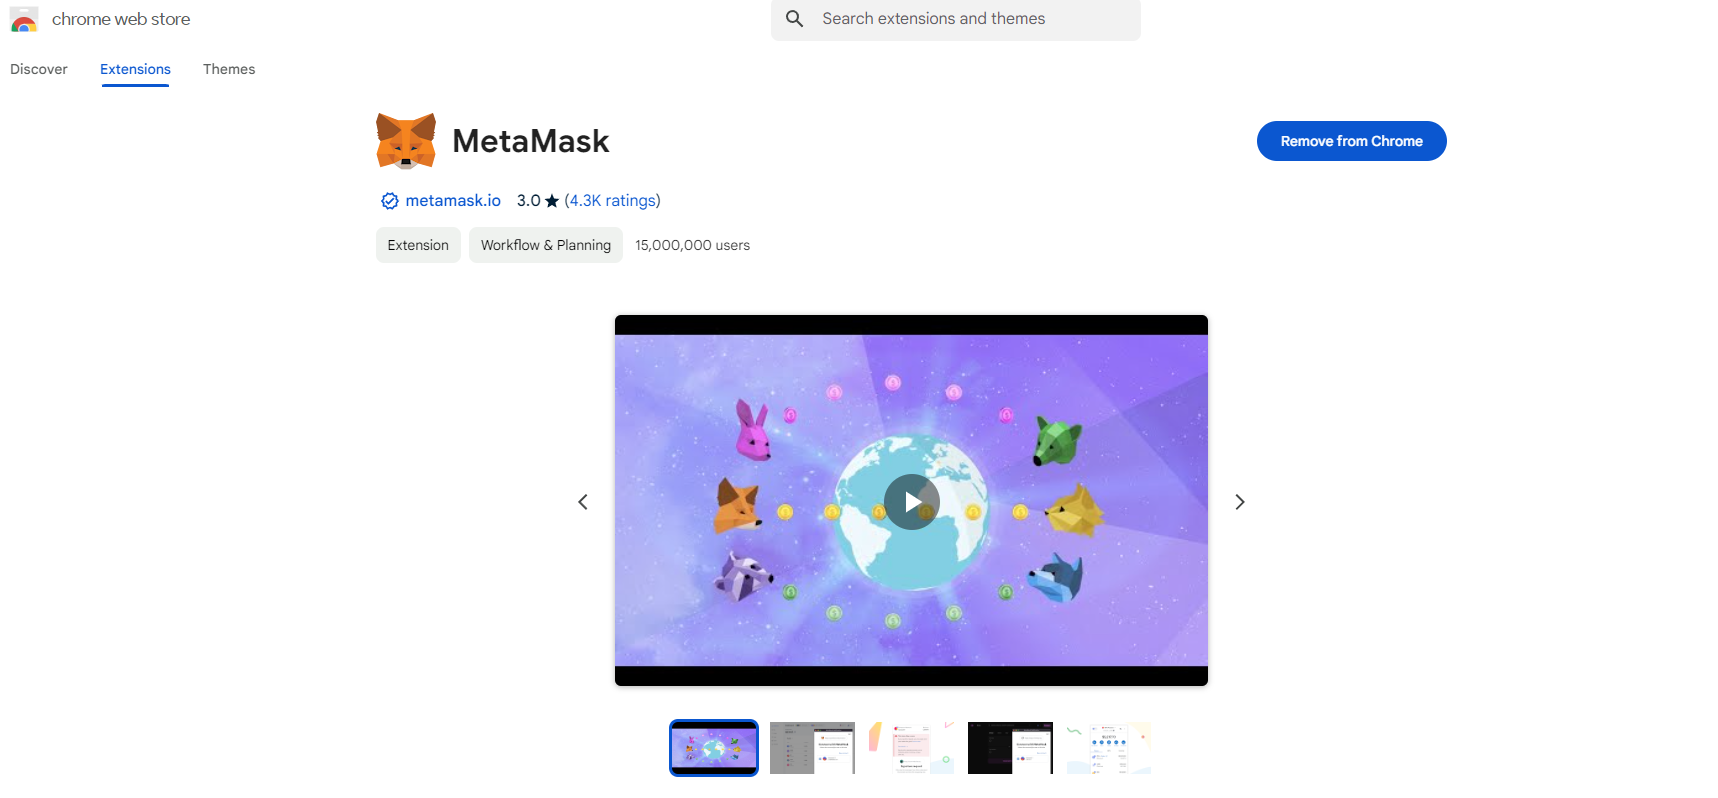 chrome web store
Search extensions and themes
Discover
Extensions
Themes
MetaMask
Remove from Chrome
metamask.io 3.0 ★ (4.3K ratings)
Extension
Workflow & Planning
15,000,000 users